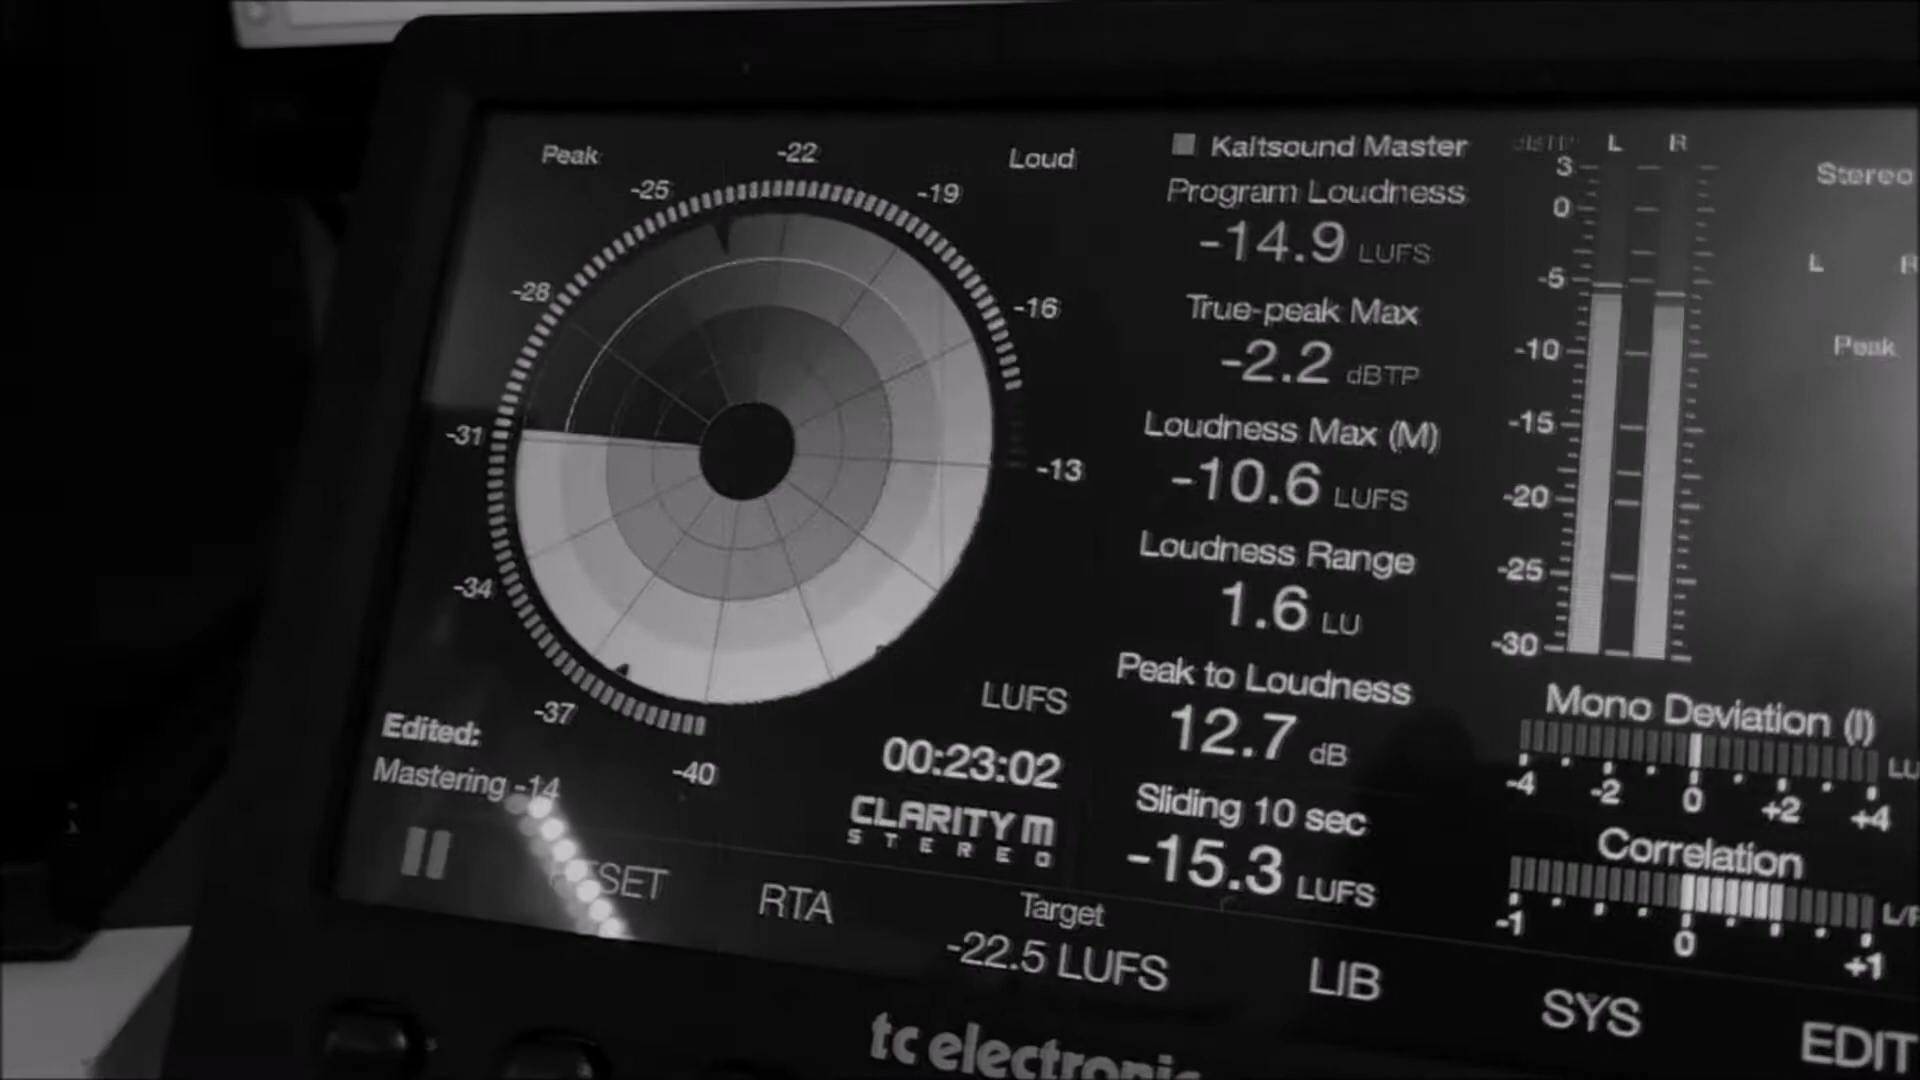 Peak
-22
Loud
-25
-19
-28
-16
-31
-13
-34
-37
-40
LUFS
00:23:02
CLARITY M
STEREO
Edited:
Mastering -14
Kaltsound Master
Program Loudness
-14.9 LUFS
True-peak Max
-2.2 dBTP
Loudness Max (M)
-10.6 LUFS
Loudness Range
1.6 LU
Peak to Loudness
12.7 dB
Sliding 10 sec
-15.3 LUFS
L R
3
0
-5
-10
-15
-20
-25
-30
Stereo
L R
Peak
Mono Deviation (I)
-4 -2 0 +2 +4
Correlation
-1 0 +1
RTA
Target
-22.5 LUFS
LIB
SYS
EDIT
tc electronic